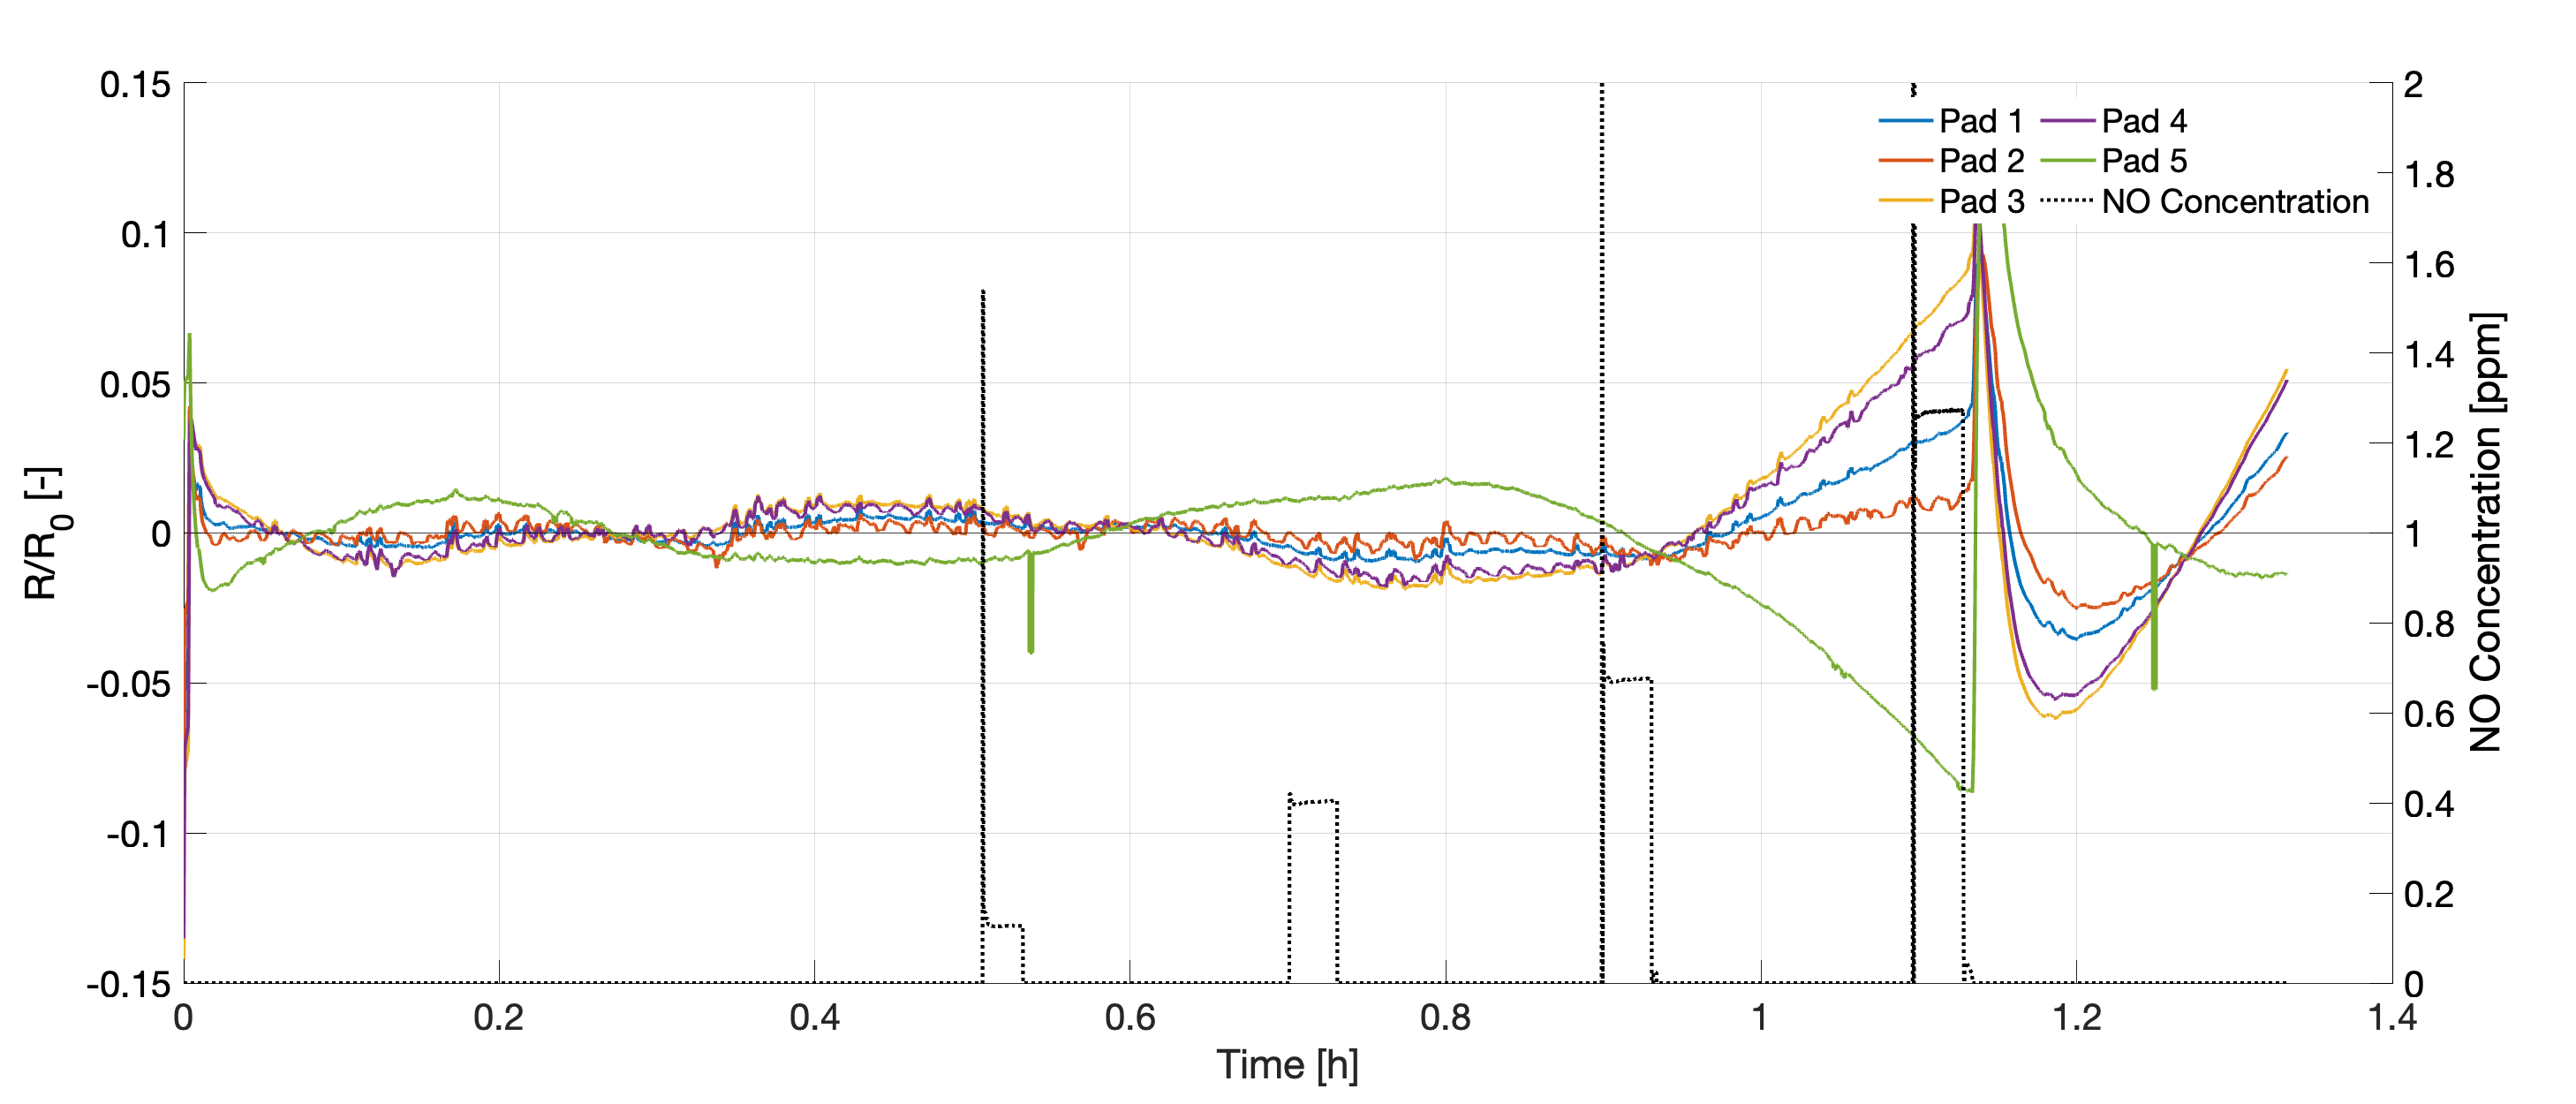 0.15
0.1
0.05
0
-0.05
-0.1
-0.15
R/R0 [-]
0 0.2 0.4 0.6 0.8 1 1.2 1.4
Time [h]
2
1.8
1.6
1.4
1.2
1
0.8
0.6
0.4
0.2
0
NO Concentration [ppm]
Pad 1 Pad 4
Pad 2 Pad 5
Pad 3 NO Concentration